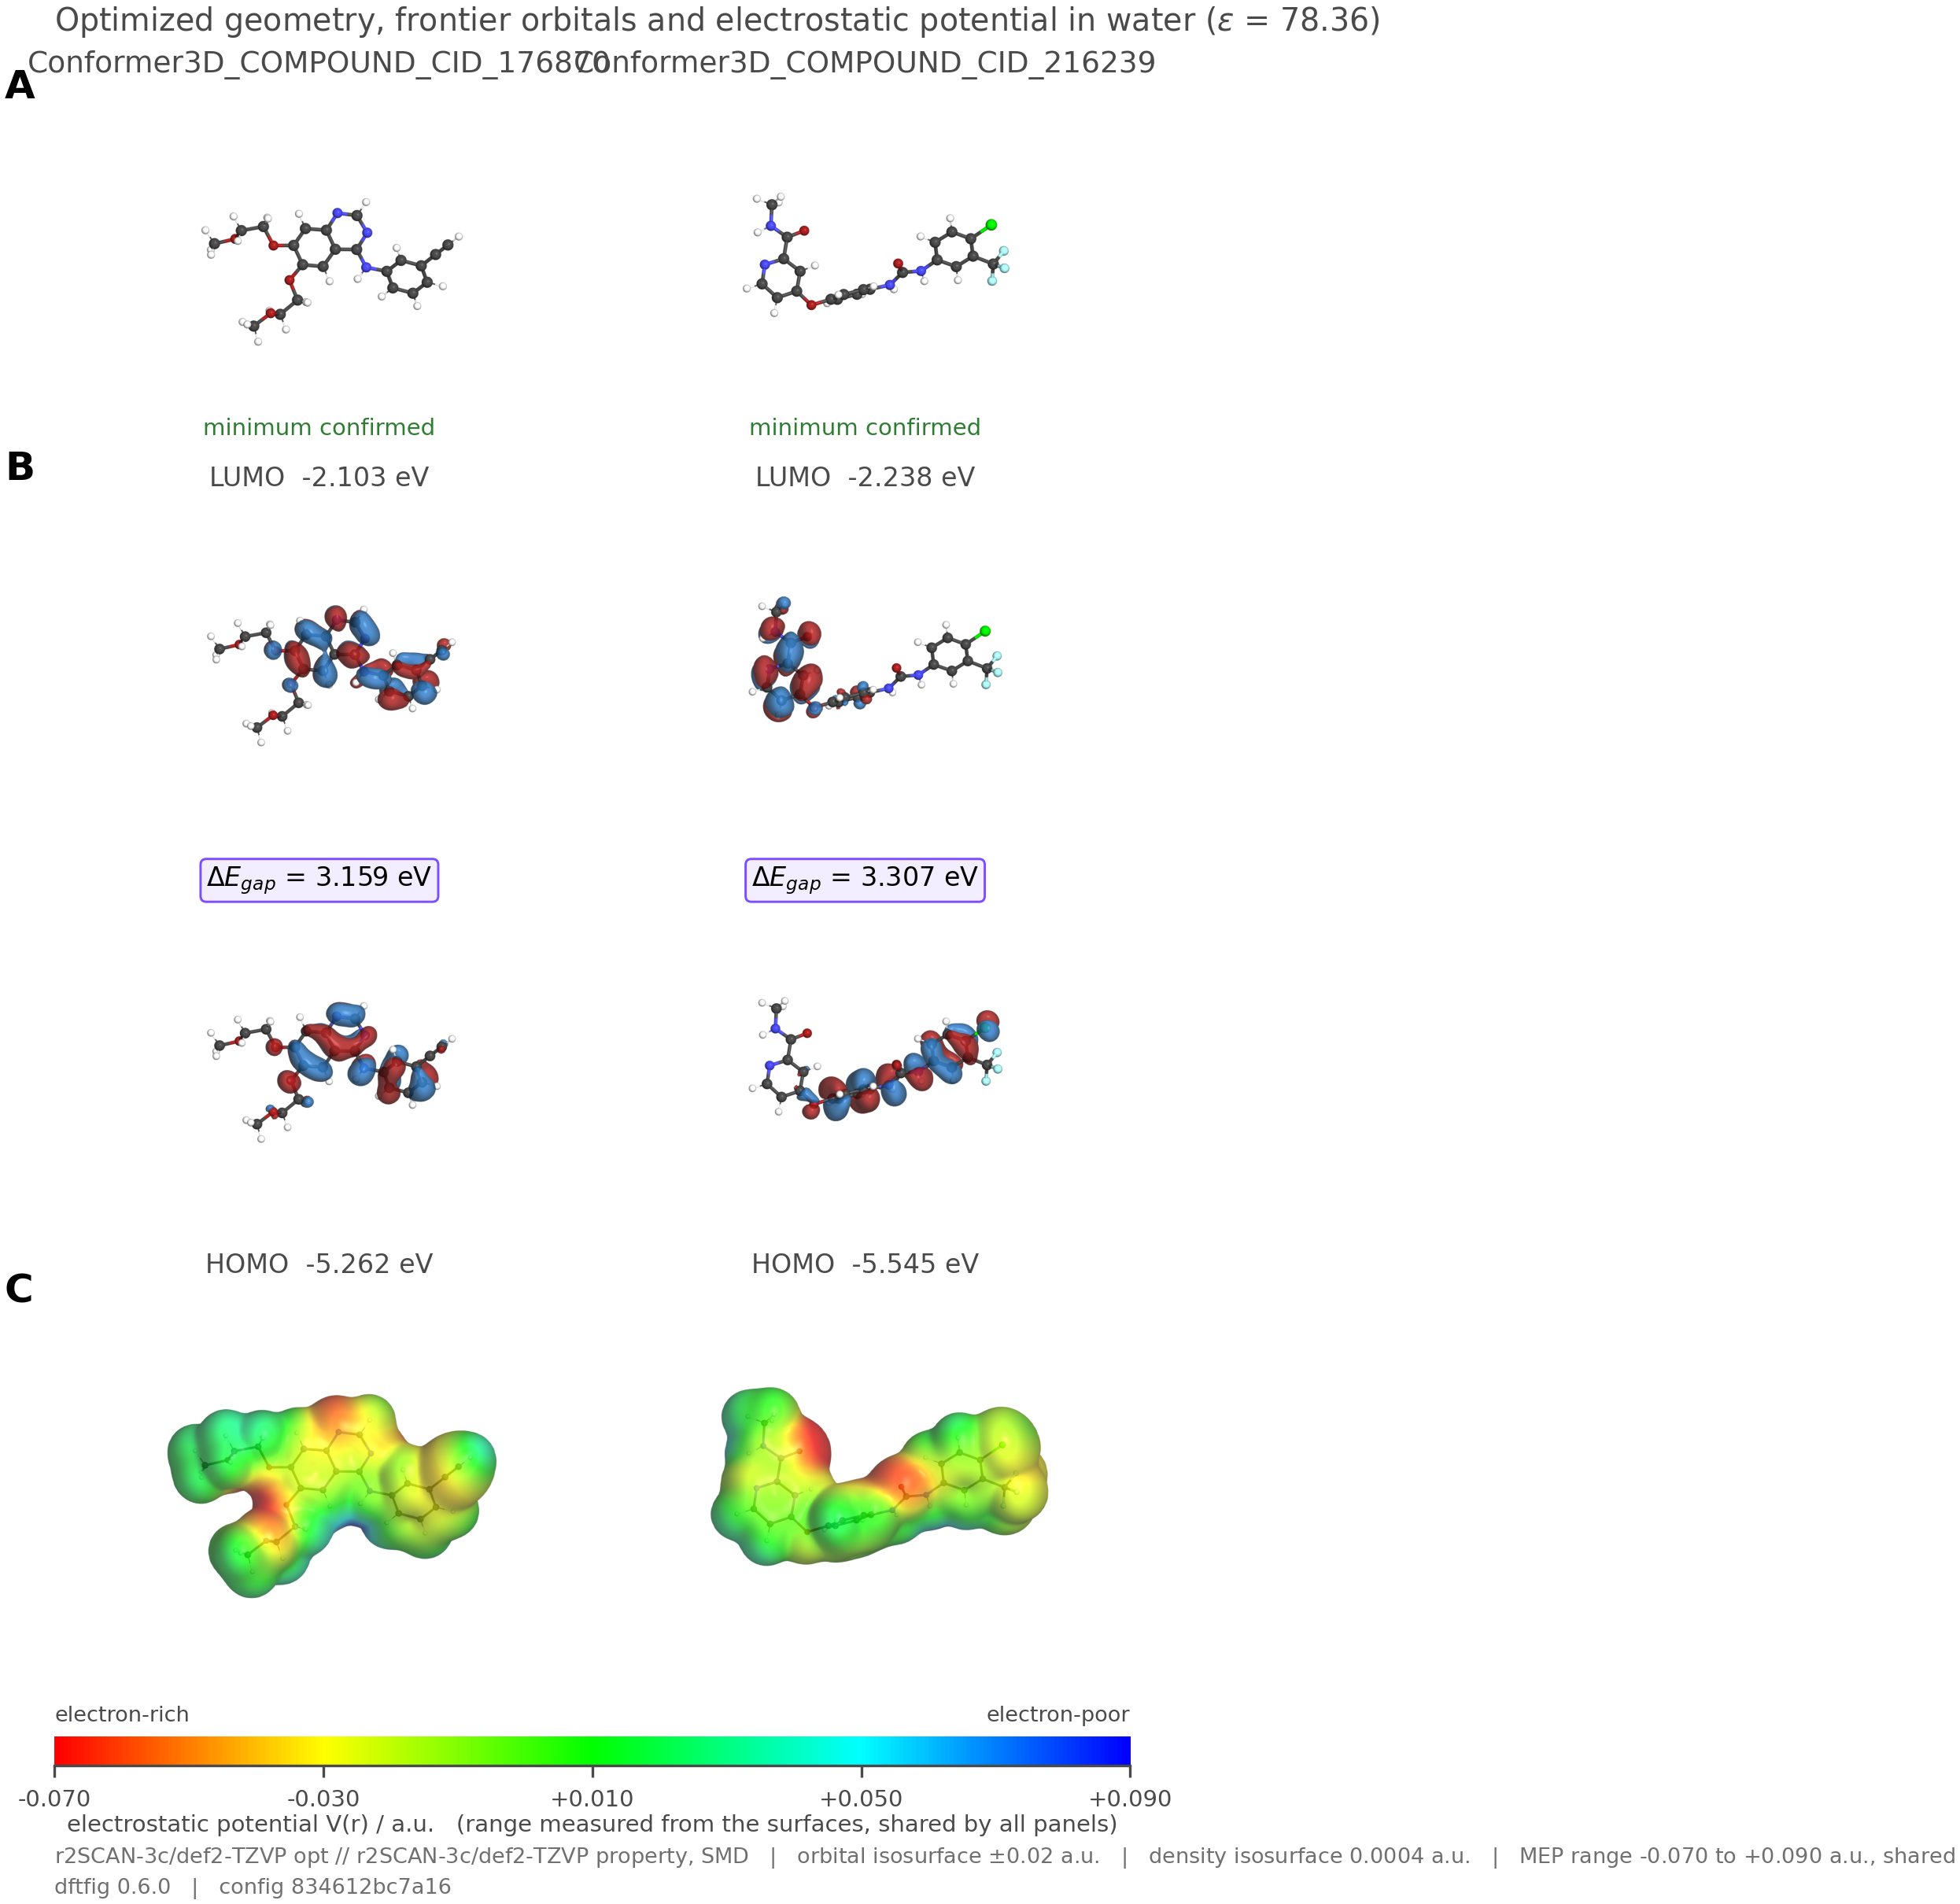 Optimized geometry, frontier orbitals and electrostatic potential in water (ε = 78.36)
Conformer3D_COMPOUND_CID_176870 Conformer3D_COMPOUND_CID_216239
A
minimum confirmed minimum confirmed
B
LUMO -2.103 eV LUMO -2.238 eV
ΔE_gap = 3.159 eV ΔE_gap = 3.307 eV
HOMO -5.262 eV HOMO -5.545 eV
C
electron-rich electron-poor
-0.070 -0.030 +0.010 +0.050 +0.090
electrostatic potential V(r) / a.u. (range measured from the surfaces, shared by all panels)
r2SCAN-3c/def2-TZVP opt // r2SCAN-3c/def2-TZVP property, SMD | orbital isosurface ±0.02 a.u. | density isosurface 0.0004 a.u. | MEP range -0.070 to +0.090 a.u., shared
dftfig 0.6.0 | config 834612bc7a16